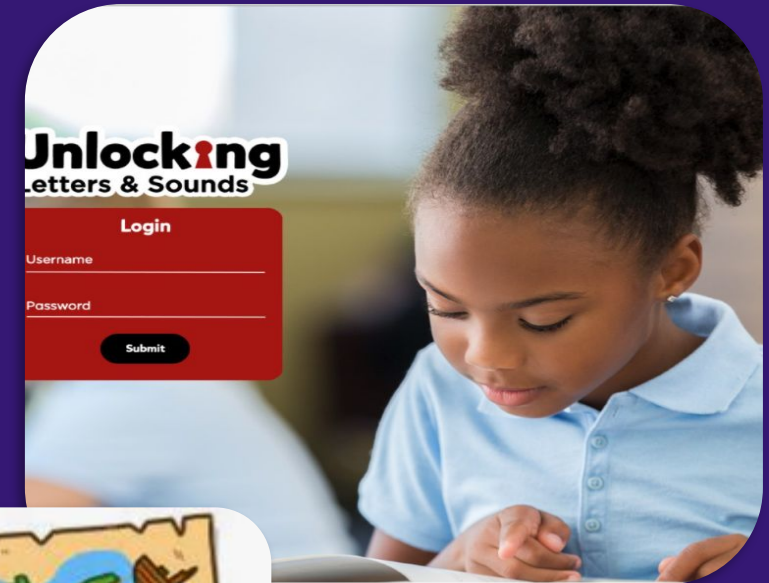 Unlocking
Letters & Sounds
Login
Username
Password
Submit